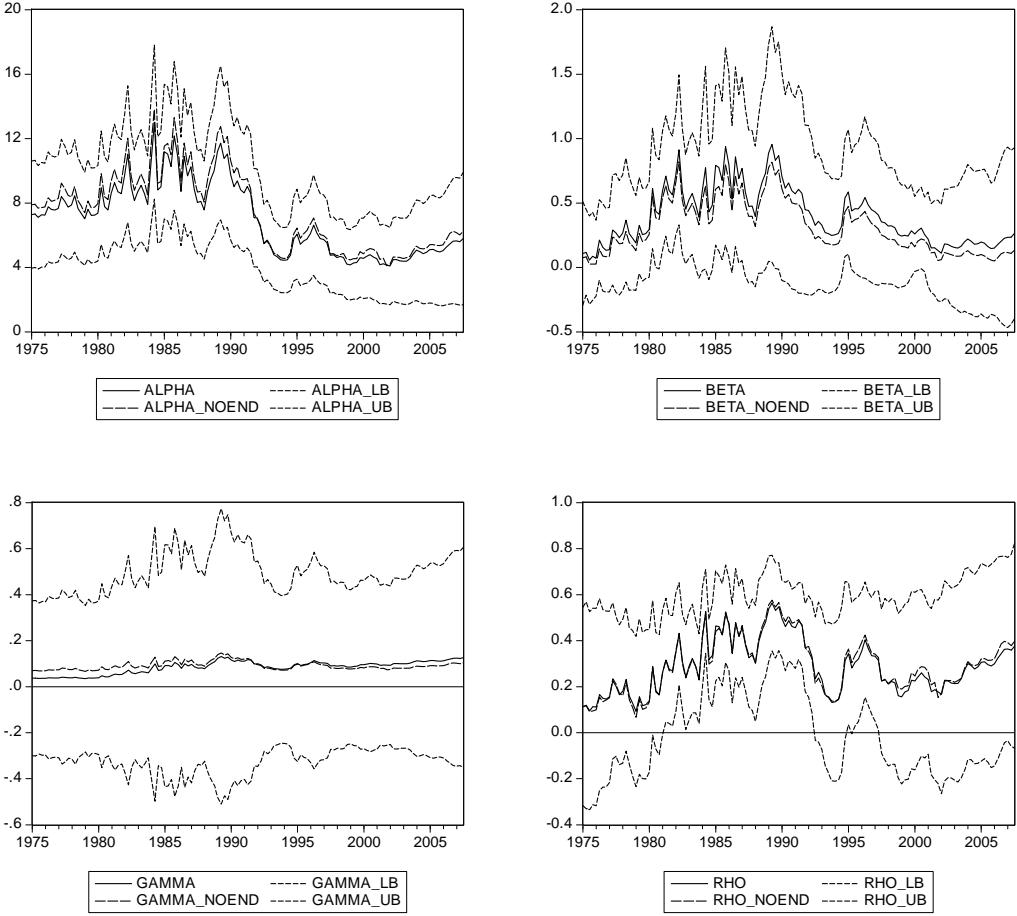 20
16
12
8
4
0
1975 1980 1985 1990 1995 2000 2005
ALPHA ALPHA_LB
ALPHA_NOEND ALPHA_UB
2.0
1.5
1.0
0.5
0.0
-0.5
1975 1980 1985 1990 1995 2000 2005
BETA BETA_LB
BETA_NOEND BETA_UB
.8
.6
.4
.2
.0
-.2
-.4
-.6
1975 1980 1985 1990 1995 2000 2005
GAMMA GAMMA_LB
GAMMA_NOEND GAMMA_UB
1.0
0.8
0.6
0.4
0.2
0.0
-0.2
-0.4
1975 1980 1985 1990 1995 2000 2005
RHO RHO_LB
RHO_NOEND RHO_UB